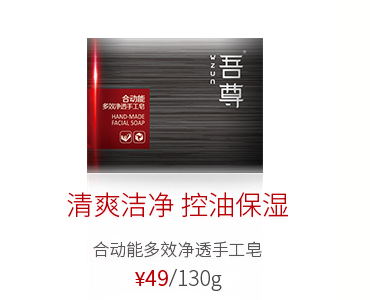 吾尊
wzun
合动能
多效净透手工皂
HAND-MADE
FACIAL SOAP
清爽洁净 控油保湿
合动能多效净透手工皂
¥49/130g